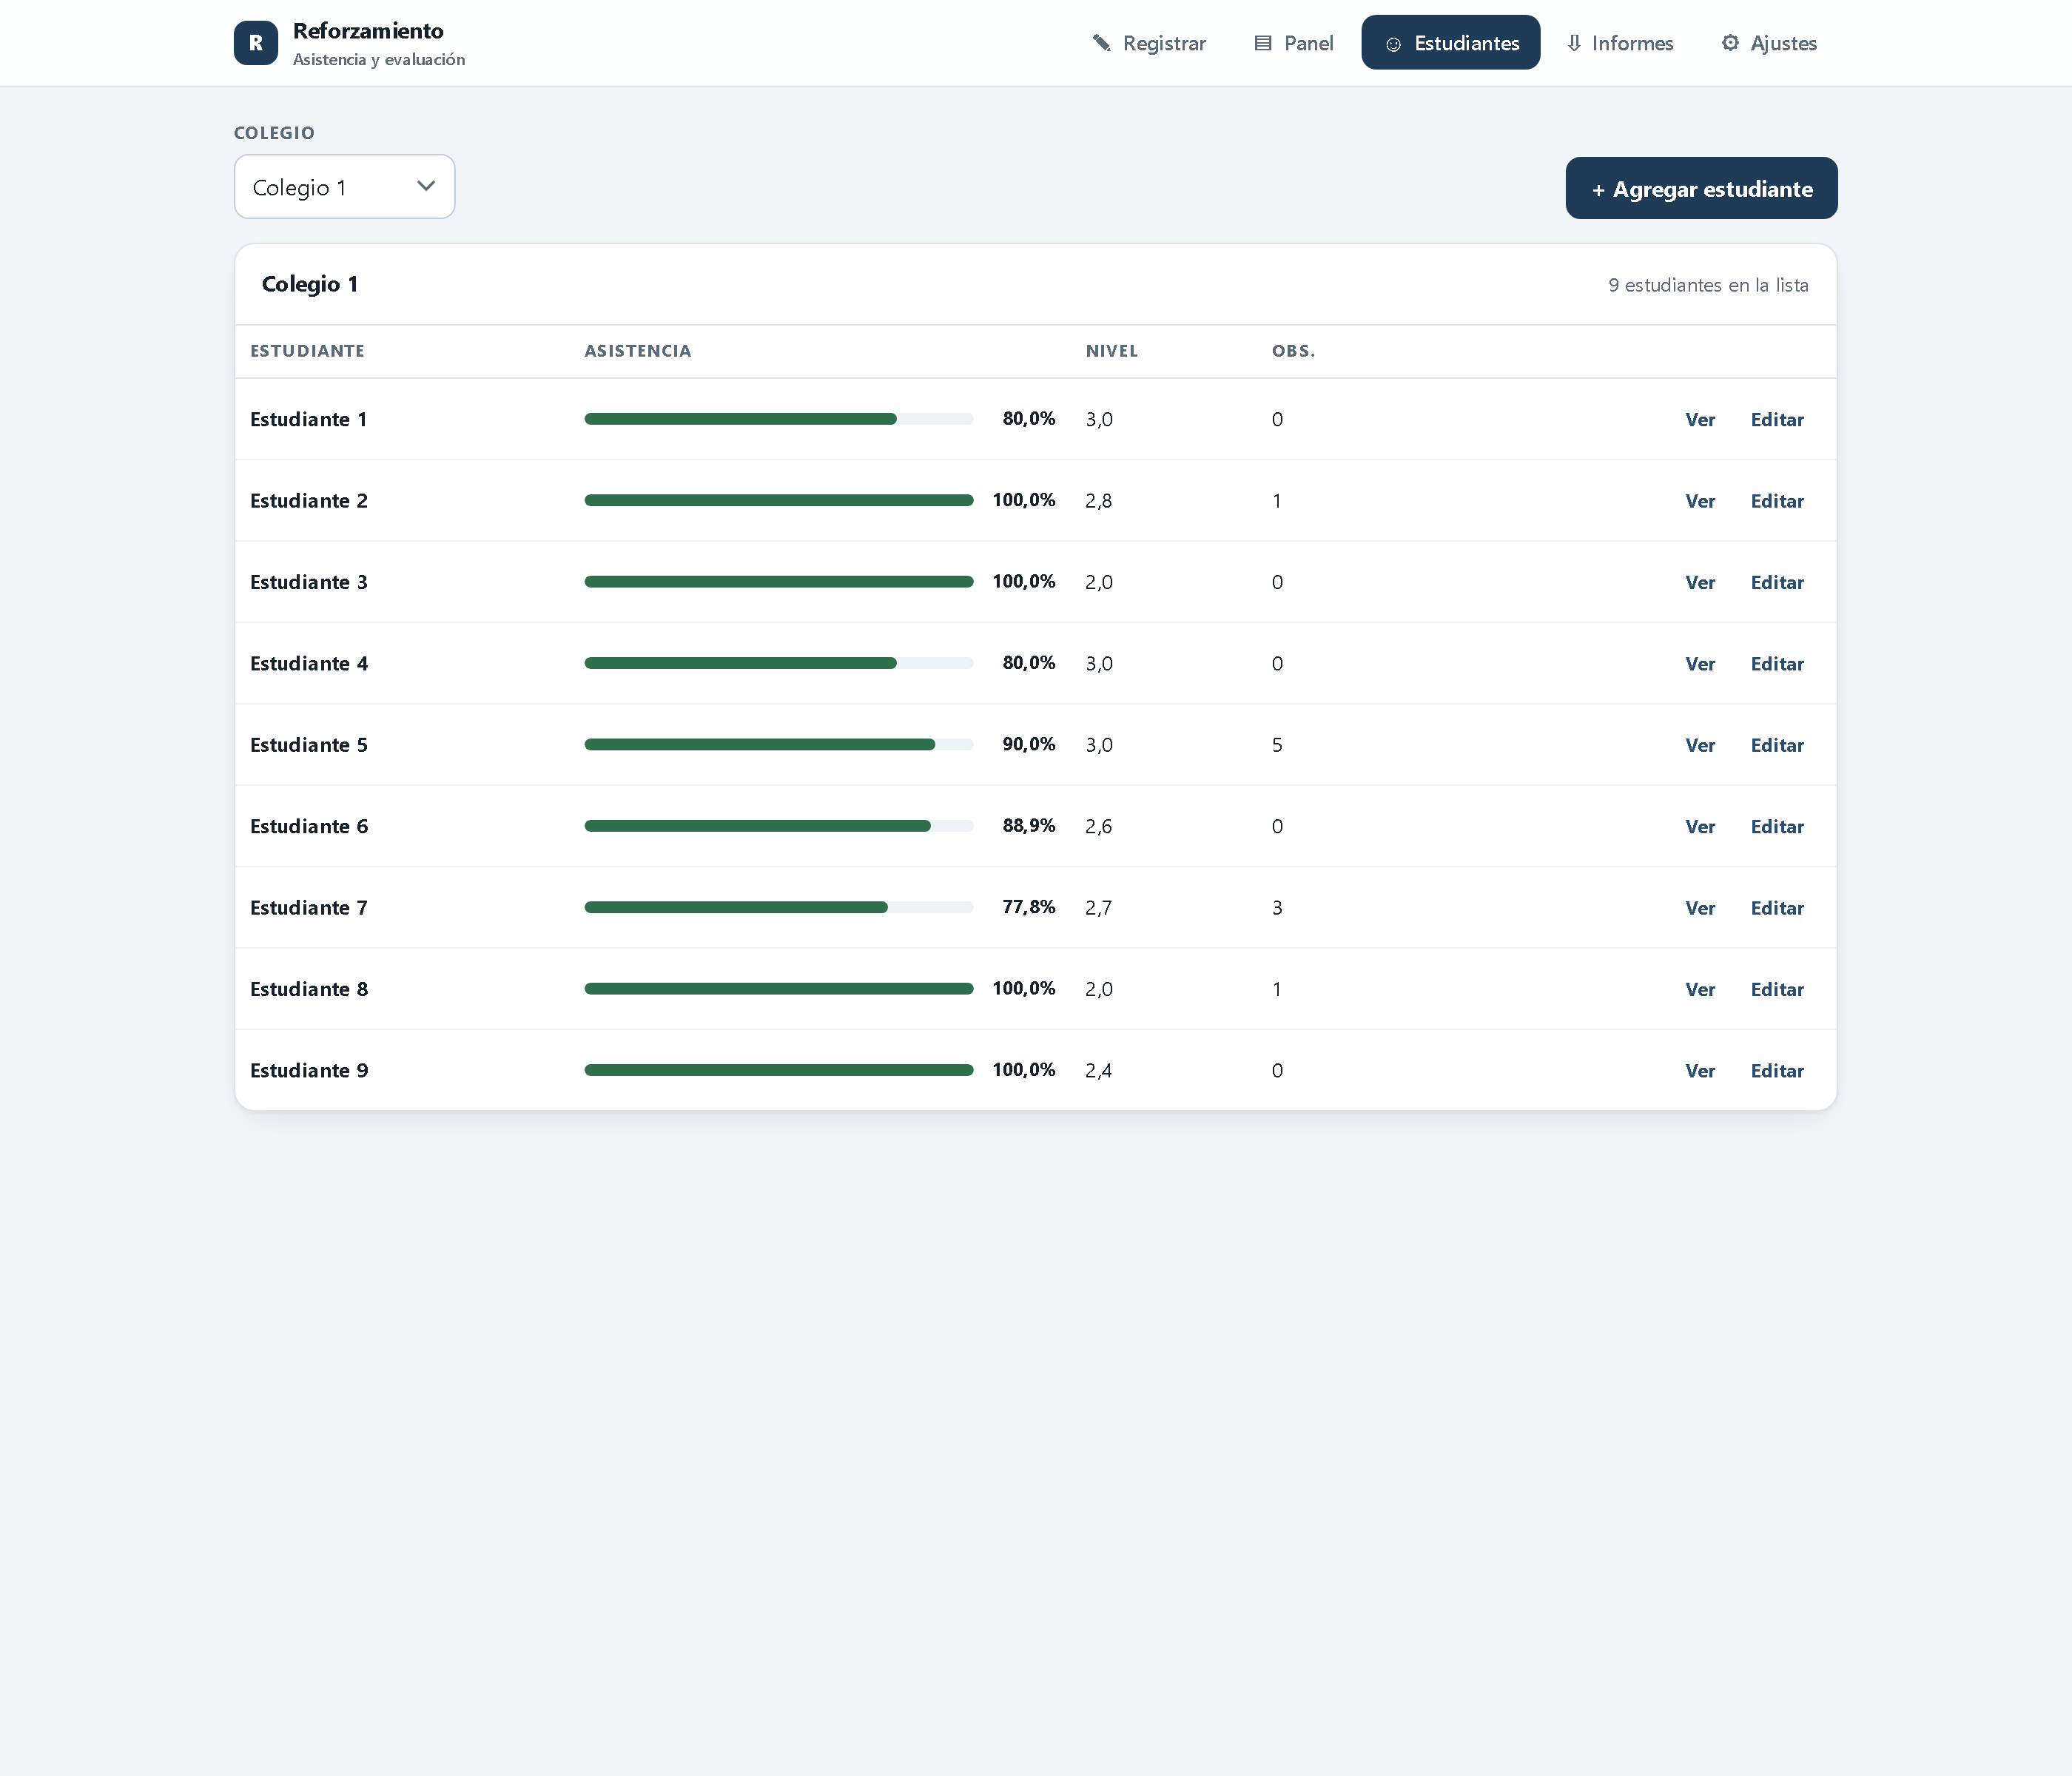 R
Reforzamiento
Asistencia y evaluación
Registrar
Panel
Estudiantes
Informes
Ajustes
COLEGIO
Colegio 1
+ Agregar estudiante
Colegio 1
9 estudiantes en la lista
ESTUDIANTE ASISTENCIA NIVEL OBS.
Estudiante 1 80,0% 3,0 0 Ver Editar
Estudiante 2 100,0% 2,8 1 Ver Editar
Estudiante 3 100,0% 2,0 0 Ver Editar
Estudiante 4 80,0% 3,0 0 Ver Editar
Estudiante 5 90,0% 3,0 5 Ver Editar
Estudiante 6 88,9% 2,6 0 Ver Editar
Estudiante 7 77,8% 2,7 3 Ver Editar
Estudiante 8 100,0% 2,0 1 Ver Editar
Estudiante 9 100,0% 2,4 0 Ver Editar